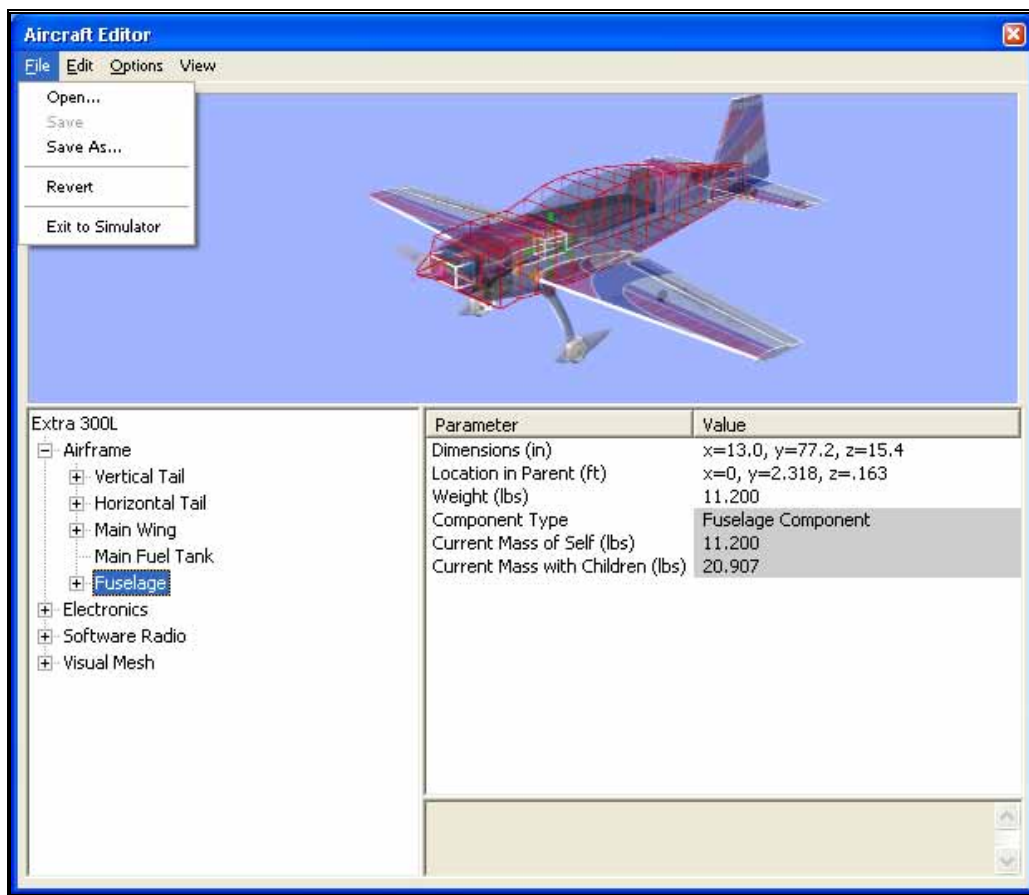 Aircraft Editor
File Edit Options View
Open...
Save
Save As...
Revert
Exit to Simulator
Extra 300L
Airframe
Vertical Tail
Horizontal Tail
Main Wing
Main Fuel Tank
Fuselage
Electronics
Software Radio
Visual Mesh
Parameter Value
Dimensions (in) x=13.0, y=77.2, z=15.4
Location in Parent (ft) x=0, y=2.318, z=.163
Weight (lbs) 11.200
Component Type Fuselage Component
Current Mass of Self (lbs) 11.200
Current Mass with Children (lbs) 20.907